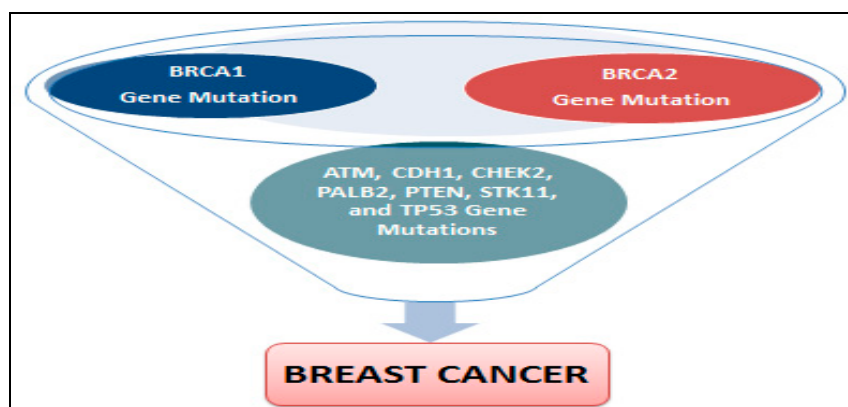 BRCA1
Gene Mutation
BRCA2
Gene Mutation
ATM, CDH1, CHEK2,
PALB2, PTEN, STK11,
and TP53 Gene
Mutations
BREAST CANCER